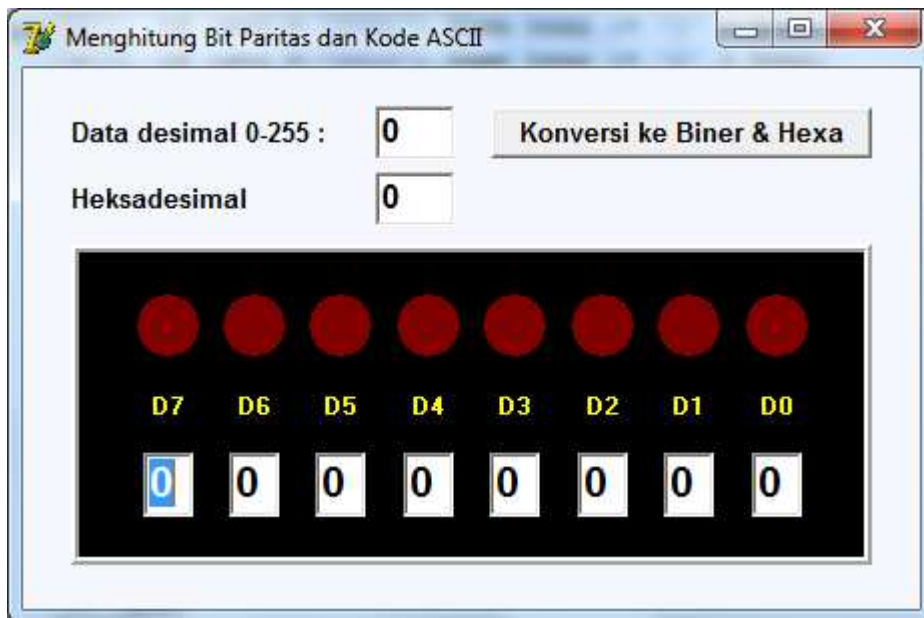 Menghitung Bit Paritas dan Kode ASCII
Data desimal 0-255 : 0 Konversi ke Biner & Hexa
Heksadesimal 0
D7 D6 D5 D4 D3 D2 D1 D0
0 0 0 0 0 0 0 0